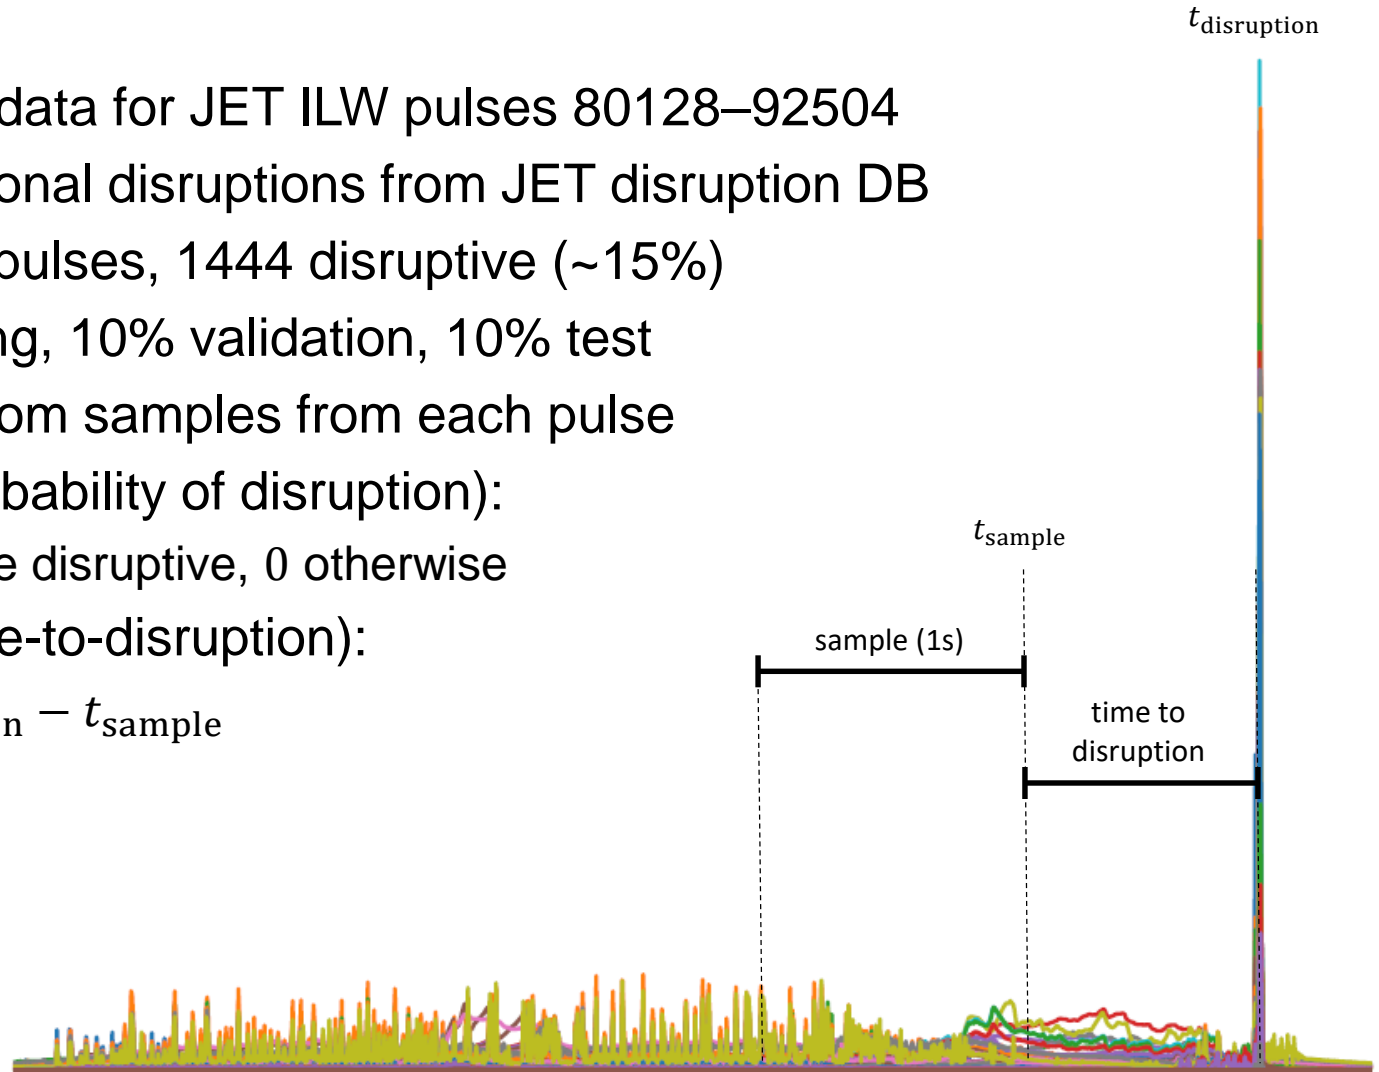 data for JET ILW pulses 80128–92504
onal disruptions from JET disruption DB
pulses, 1444 disruptive (~15%)
ng, 10% validation, 10% test
om samples from each pulse
bability of disruption):
e disruptive, 0 otherwise
e-to-disruption):
n − t_sample
t_disruption
t_sample
sample (1s)
time to
disruption